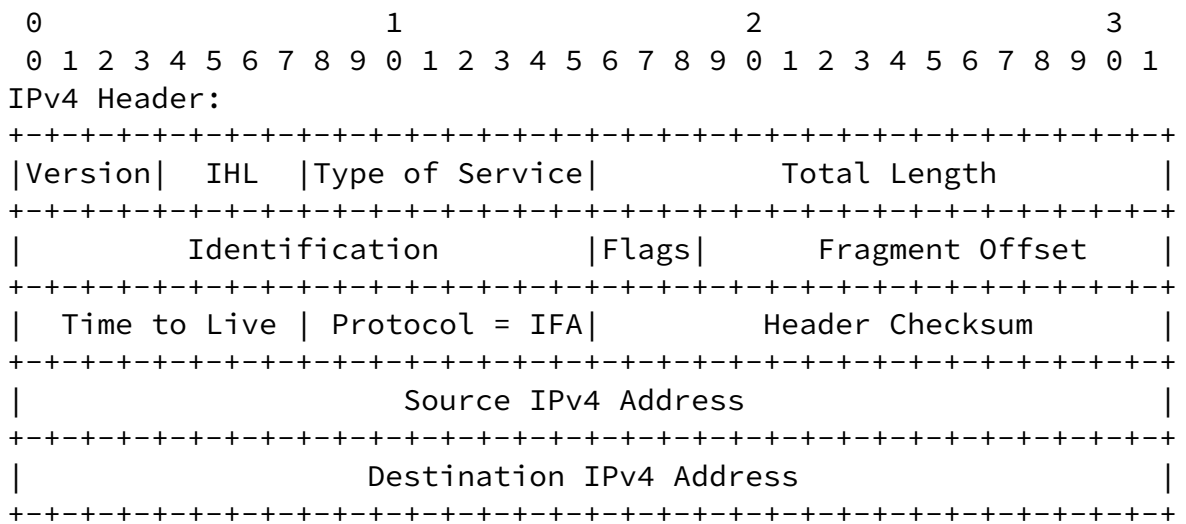 0                   1                   2                   3
 0 1 2 3 4 5 6 7 8 9 0 1 2 3 4 5 6 7 8 9 0 1 2 3 4 5 6 7 8 9 0 1
IPv4 Header:
+-+-+-+-+-+-+-+-+-+-+-+-+-+-+-+-+-+-+-+-+-+-+-+-+-+-+-+-+-+-+-+-+
|Version|  IHL  |Type of Service|          Total Length         |
+-+-+-+-+-+-+-+-+-+-+-+-+-+-+-+-+-+-+-+-+-+-+-+-+-+-+-+-+-+-+-+-+
|         Identification        |Flags|      Fragment Offset    |
+-+-+-+-+-+-+-+-+-+-+-+-+-+-+-+-+-+-+-+-+-+-+-+-+-+-+-+-+-+-+-+-+
|  Time to Live | Protocol = IFA|         Header Checksum       |
+-+-+-+-+-+-+-+-+-+-+-+-+-+-+-+-+-+-+-+-+-+-+-+-+-+-+-+-+-+-+-+-+
|                     Source IPv4 Address                       |
+-+-+-+-+-+-+-+-+-+-+-+-+-+-+-+-+-+-+-+-+-+-+-+-+-+-+-+-+-+-+-+-+
|                   Destination IPv4 Address                    |
+-+-+-+-+-+-+-+-+-+-+-+-+-+-+-+-+-+-+-+-+-+-+-+-+-+-+-+-+-+-+-+-+